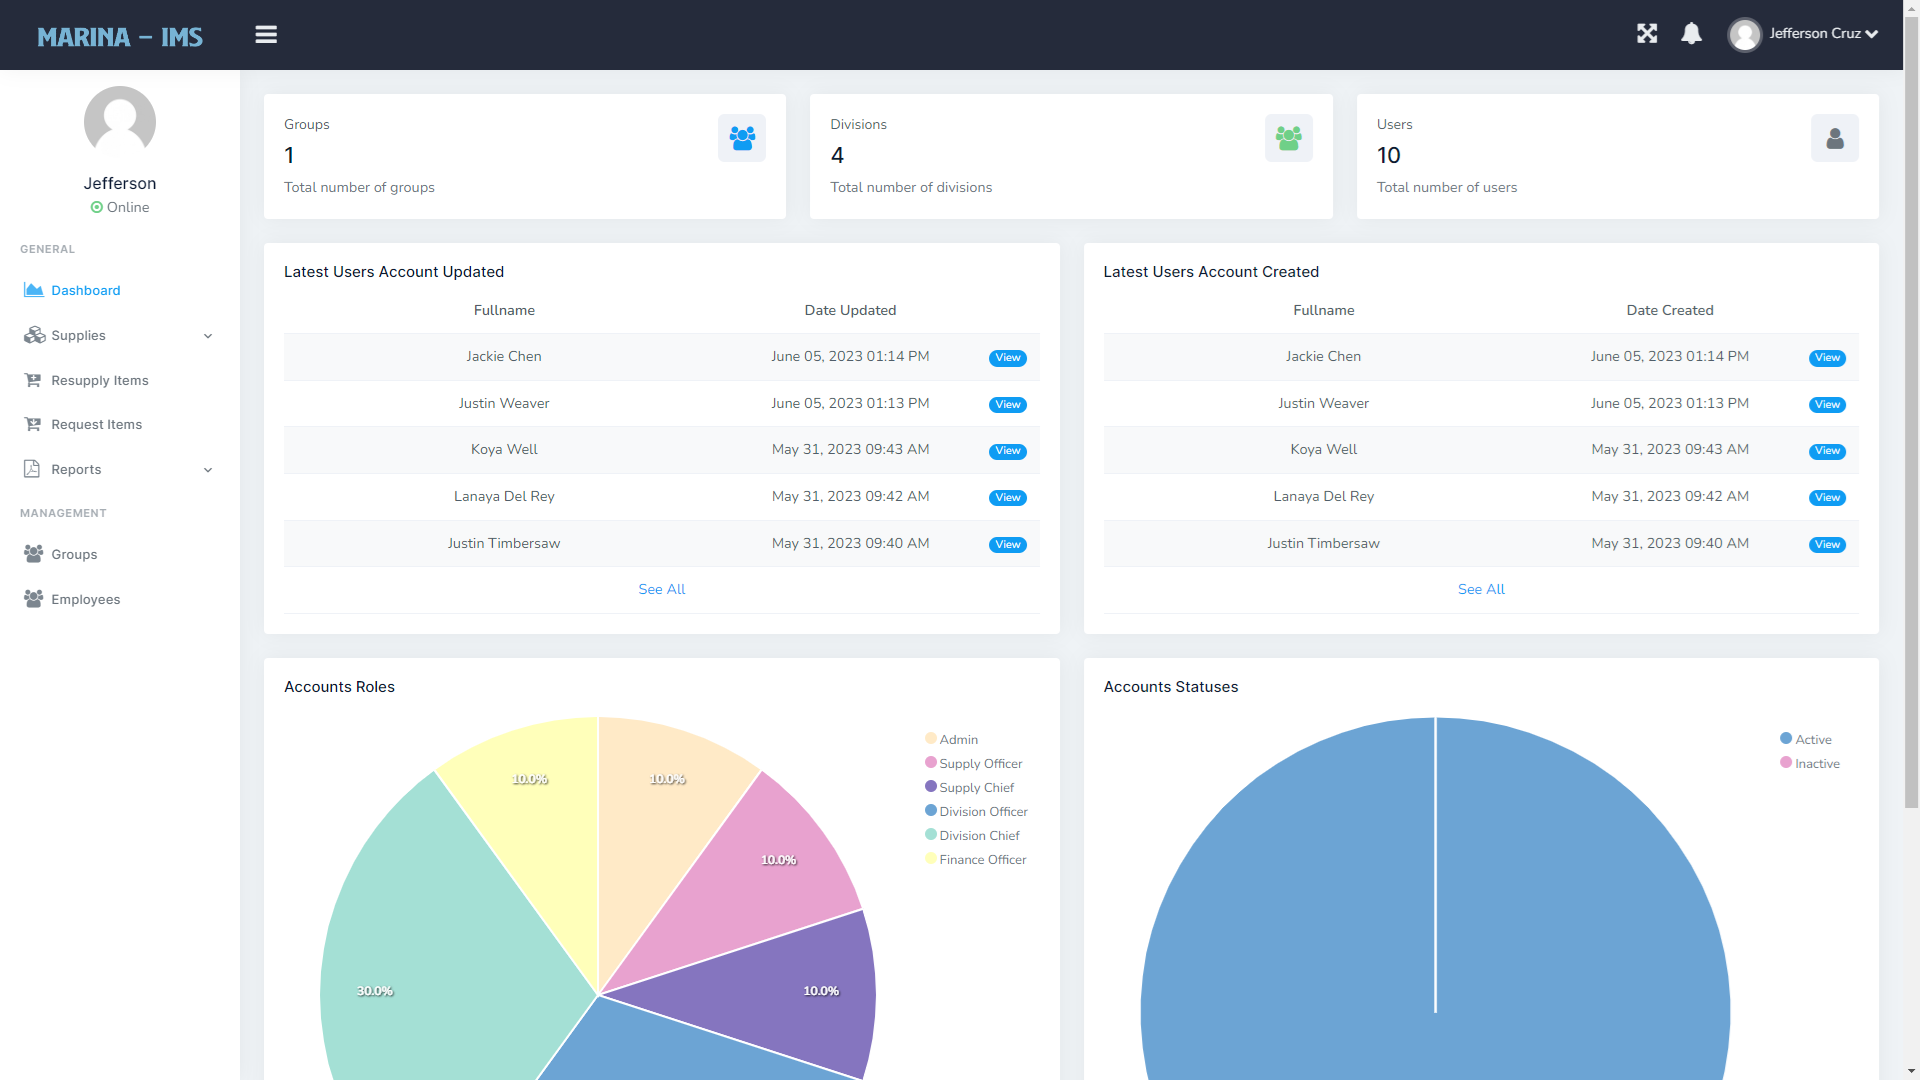 MARINA – IMS
Jefferson Cruz
Jefferson
Online
GENERAL
Dashboard
Supplies
Resupply Items
Request Items
Reports
MANAGEMENT
Groups
Employees
Groups
1
Total number of groups
Divisions
4
Total number of divisions
Users
10
Total number of users
Latest Users Account Updated
Fullname Date Updated
Jackie Chen June 05, 2023 01:14 PM View
Justin Weaver June 05, 2023 01:13 PM View
Koya Well May 31, 2023 09:43 AM View
Lanaya Del Rey May 31, 2023 09:42 AM View
Justin Timbersaw May 31, 2023 09:40 AM View
See All
Latest Users Account Created
Fullname Date Created
Jackie Chen June 05, 2023 01:14 PM View
Justin Weaver June 05, 2023 01:13 PM View
Koya Well May 31, 2023 09:43 AM View
Lanaya Del Rey May 31, 2023 09:42 AM View
Justin Timbersaw May 31, 2023 09:40 AM View
See All
Accounts Roles
10.0% 10.0%
10.0%
30.0% 10.0%
Admin
Supply Officer
Supply Chief
Division Officer
Division Chief
Finance Officer
Accounts Statuses
Active
Inactive